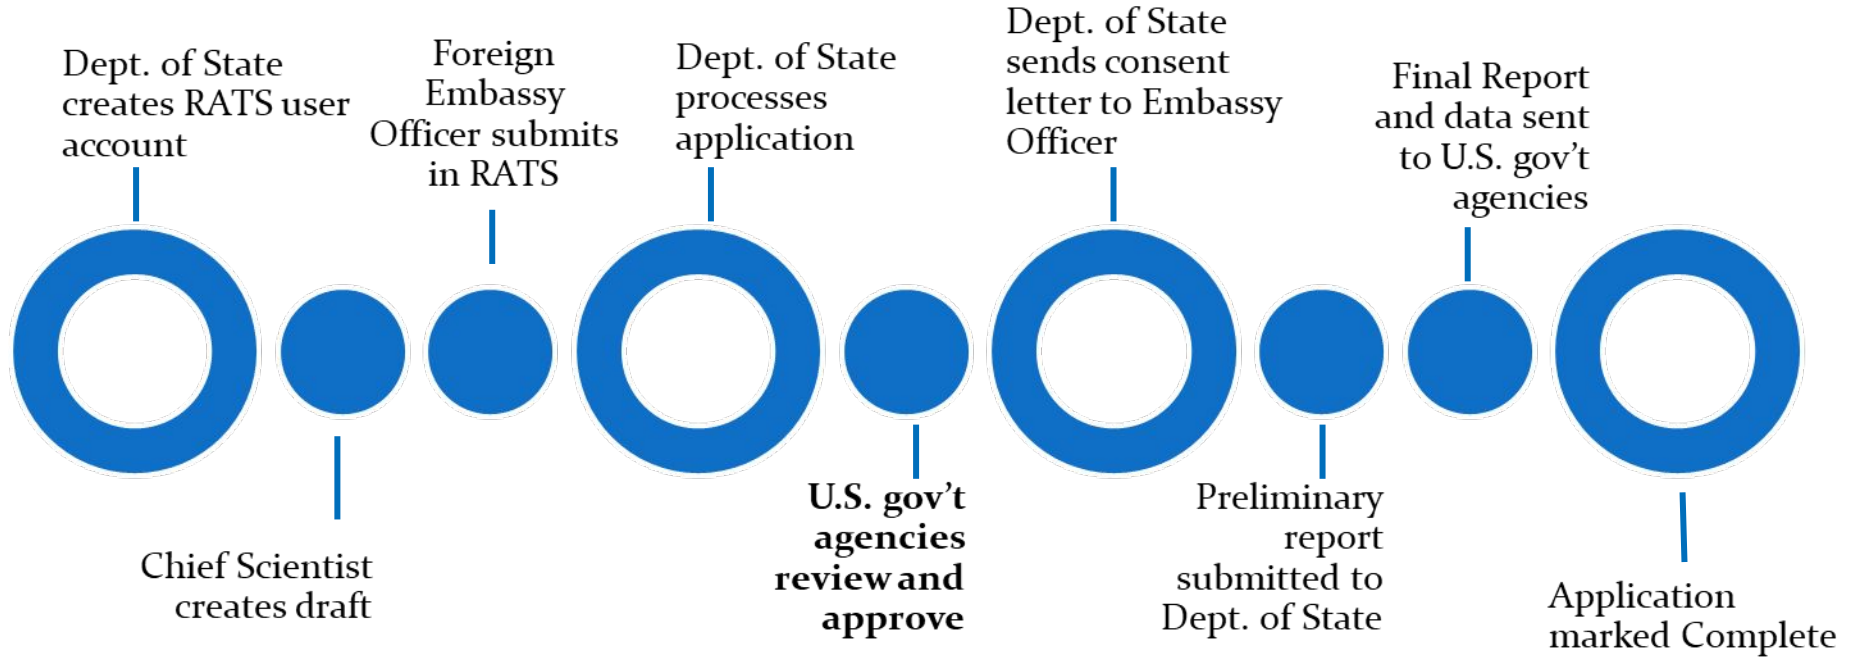 Dept. of State
creates RATS user
account
Chief Scientist
creates draft
Foreign
Embassy
Officer submits
in RATS
Dept. of State
processes
application
U.S. gov’t
agencies
review and
approve
Dept. of State
sends consent
letter to Embassy
Officer
Preliminary
report
submitted to
Dept. of State
Final Report
and data sent
to U.S. gov’t
agencies
Application
marked Complete